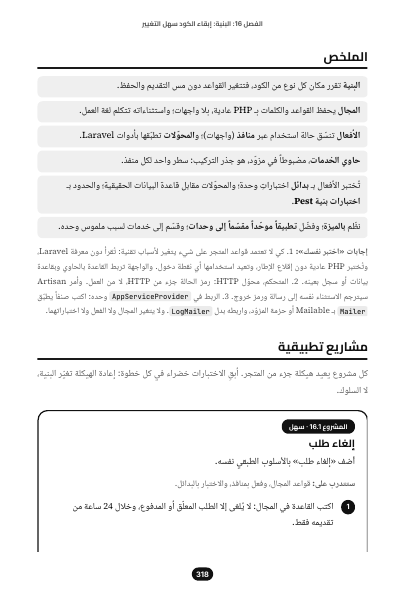 الفصل 16: البنية: إبقاء الكود سهل التغيير
الملخص
البنية تقرر مكان كل نوع من الكود، فتتغير القواعد دون مس التقديم والحفظ.
المجال يحفظ القواعد والكلمات بـ PHP عادية، بلا واجهات؛ واستثناءاته تتكلم لغة العمل.
الأفعال تنسّق حالة استخدام عبر منافذ (واجهات)؛ والمحوّلات تطبّقها بأدوات Laravel.
حاوي الخدمات، مضبوطاً في مزوّد، هو جذر التركيب: سطر واحد لكل منفذ.
تُختبر الأفعال بـ بدائل اختبارٍ وحدة؛ والمحولات مقابل قاعدة البيانات الحقيقية؛ والحدود بـ
اختبارات بنية Pest.
نظّم بالميزة؛ وفضّل تطبيقاً موحّداً مقسّماً إلى وحدات؛ وقسّم إلى خدمات لسبب ملموس وحده.
إجابات «اختبر نفسك»: 1. كي لا تعتمد قواعد المتجر على شيء يتغير لأسباب تقنية: تُقرأ دون معرفة Laravel،
وتُختبر PHP عادية دون إقلاع الإطار، وتعيد استخدامها أي نقطة دخول. والواجهة تربط القاعدة بالحاوي وبقاعدة
بيانات أو سجل بعينه. 2. المتحكم، محوّل HTTP: رمز الحالة جزء من HTTP، لا من العمل. وأمر Artisan
سيترجم الاستثناء نفسه إلى رسالة ورمز خروج. 3. الربط في AppServiceProvider وحده: اكتب صنفاً يطبّق
Mailer بـ Mailable أو حزمة المزوّد، واربطه بدل LogMailer. ولا يتغير المجال ولا الفعل ولا اختباراتهما.
مشاريع تطبيقية
كل مشروع يعيد هيكلة جزء من المتجر. أبقِ الاختبارات خضراء في كل خطوة: إعادة الهيكلة تغيّر البنية،
لا السلوك.
المشروع 16.1 · سهل
إلغاء طلب
أضف «إلغاء طلب» بالأسلوب الطبقي نفسه.
ستتدرب على: قواعد المجال، وفعل بمنافذ، والاختبار بالبدائل.
1 اكتب القاعدة في المجال: لا يُلغى إلا الطلب المعلّق أو المدفوع، وخلال 24 ساعة من
تقديمه فقط.
318